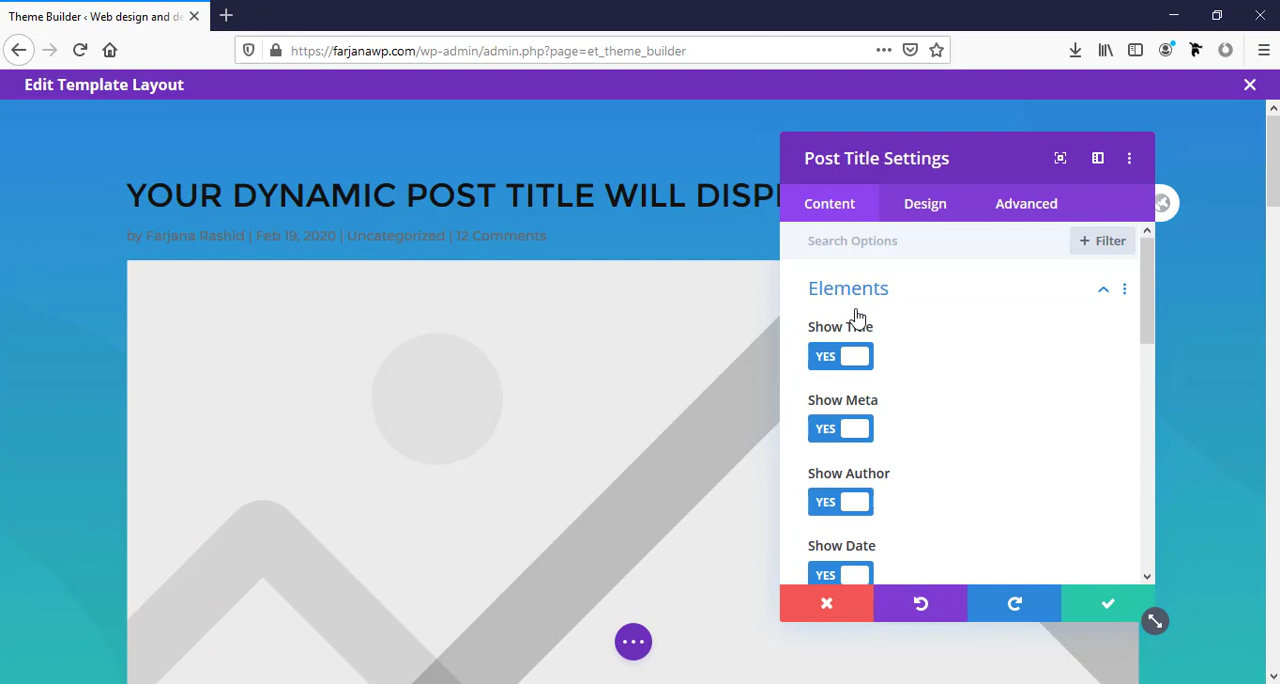 Theme Builder ‹ Web design and de
https://farjanawp.com/wp-admin/admin.php?page=et_theme_builder
Edit Template Layout
YOUR DYNAMIC POST TITLE WILL DISP
by Farjana Rashid | Feb 19, 2020 | Uncategorized | 12 Comments
Post Title Settings
Content Design Advanced
Search Options + Filter
Elements
Show Title
YES
Show Meta
YES
Show Author
YES
Show Date
YES